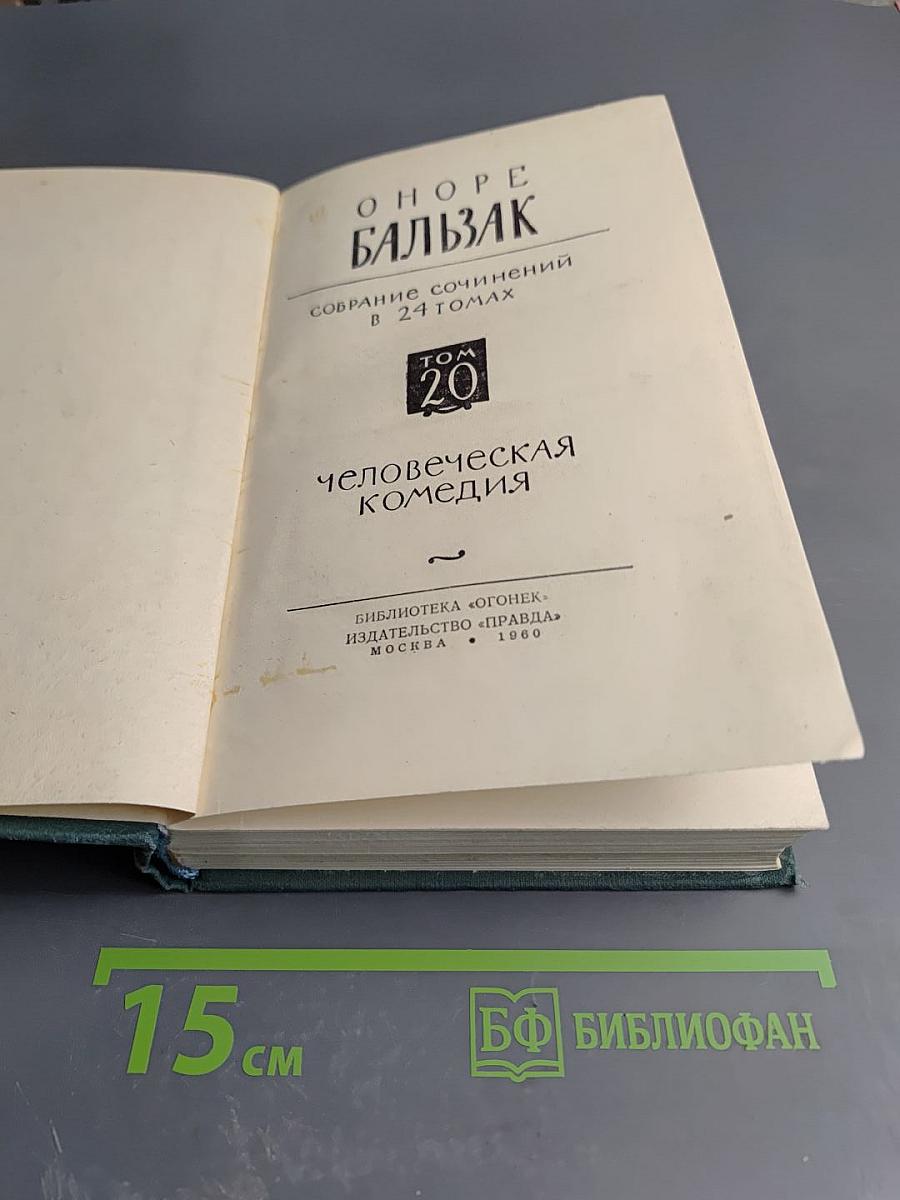 ОНОРЕ
БАЛЬЗАК
СОБРАНИЕ СОЧИНЕНИЙ
В 24 ТОМАХ
ТОМ
20
ЧЕЛОВЕЧЕСКАЯ
КОМЕДИЯ
БИБЛИОТЕКА «ОГОНЕК»
ИЗДАТЕЛЬСТВО «ПРАВДА»
МОСКВА • 1960
15 см
БФ БИБЛИОФАН